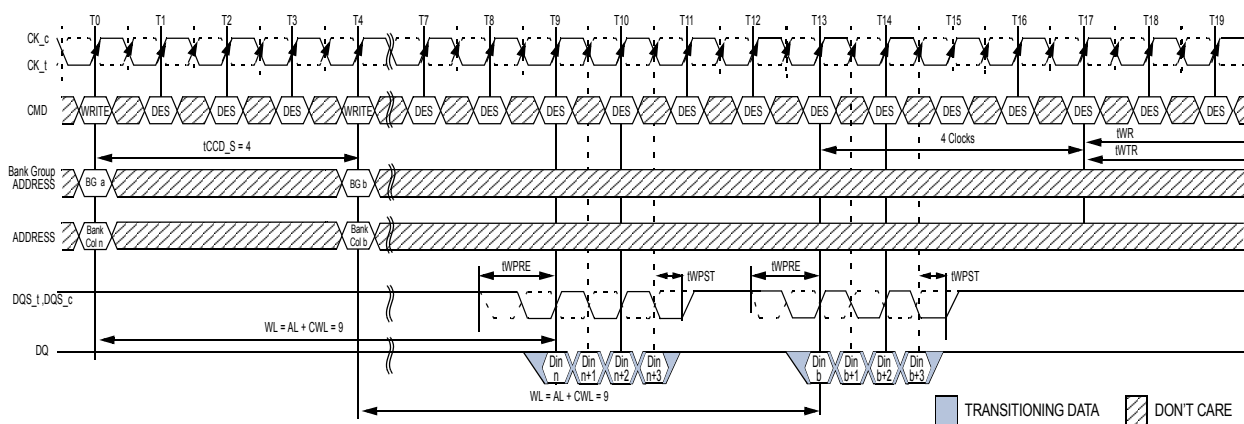 T0 T1 T2 T3 T4 T7 T8 T9 T10 T11 T12 T13 T14 T15 T16 T17 T18 T19
CK_c
CK_t
CMD WRITE DES DES DES WRITE DES DES DES DES DES DES DES DES DES DES DES DES DES
tCCD_S = 4
4 Clocks
tWR
tWTR
Bank Group
ADDRESS
BG a
BG b
ADDRESS
Bank
Col n
Bank
Col b
tWPRE
tWPST
tWPRE
tWPST
DQS_t ,DQS_c
WL = AL + CWL = 9
DQ
Din
n
Din
n+1
Din
n+2
Din
n+3
Din
b
Din
b+1
Din
b+2
Din
b+3
WL = AL + CWL = 9
TRANSITIONING DATA
DON'T CARE